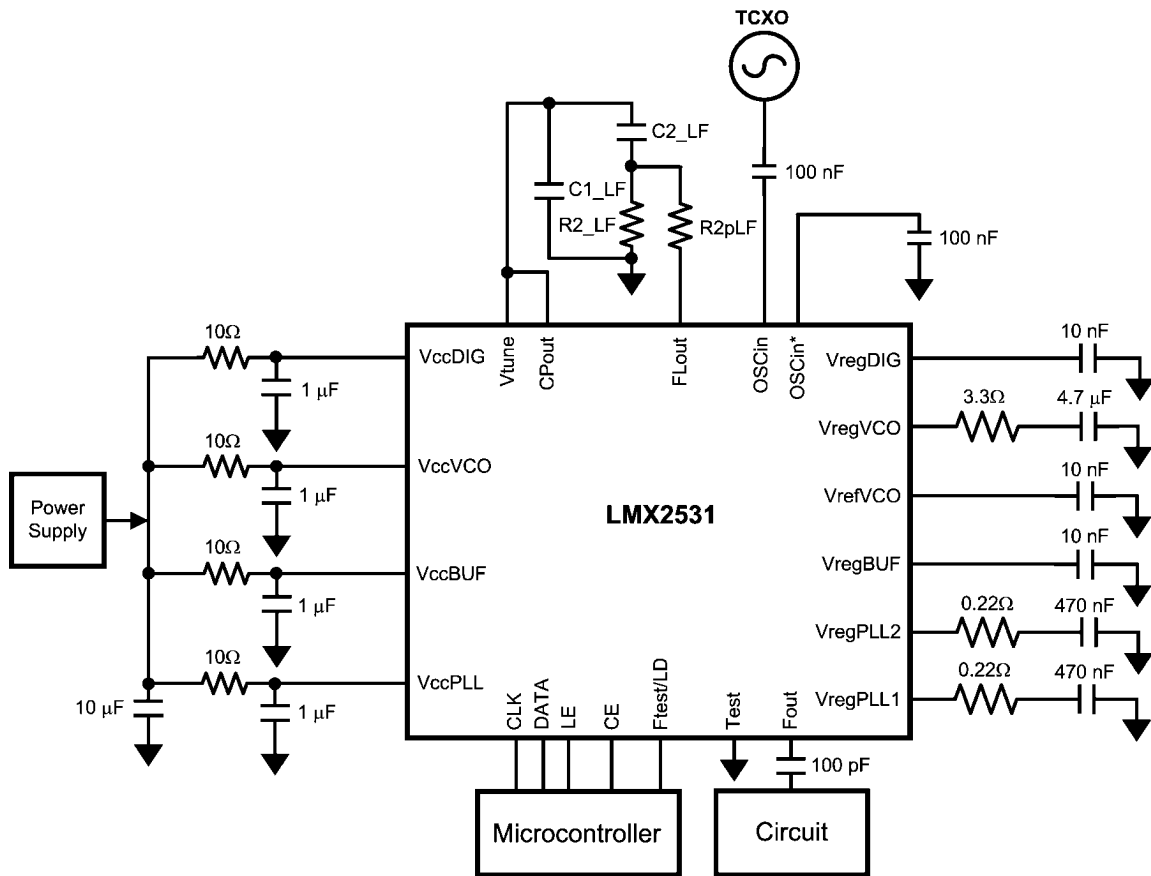 TCXO
C2_LF
100 nF
C1_LF
R2_LF
R2pLF
100 nF
10Ω
VccDIG
Vtune
CPout
FLout
OSCin
OSCin*
VregDIG
10 nF
1 µF
3.3Ω
4.7 µF
VregVCO
10Ω
VccVCO
1 µF
10 nF
VrefVCO
Power
Supply
LMX2531
10 nF
VregBUF
10Ω
VccBUF
1 µF
0.22Ω
470 nF
VregPLL2
10Ω
VccPLL
0.22Ω
470 nF
VregPLL1
10 µF
1 µF
CLK
DATA
LE
CE
Ftest/LD
Test
Fout
100 pF
Microcontroller
Circuit